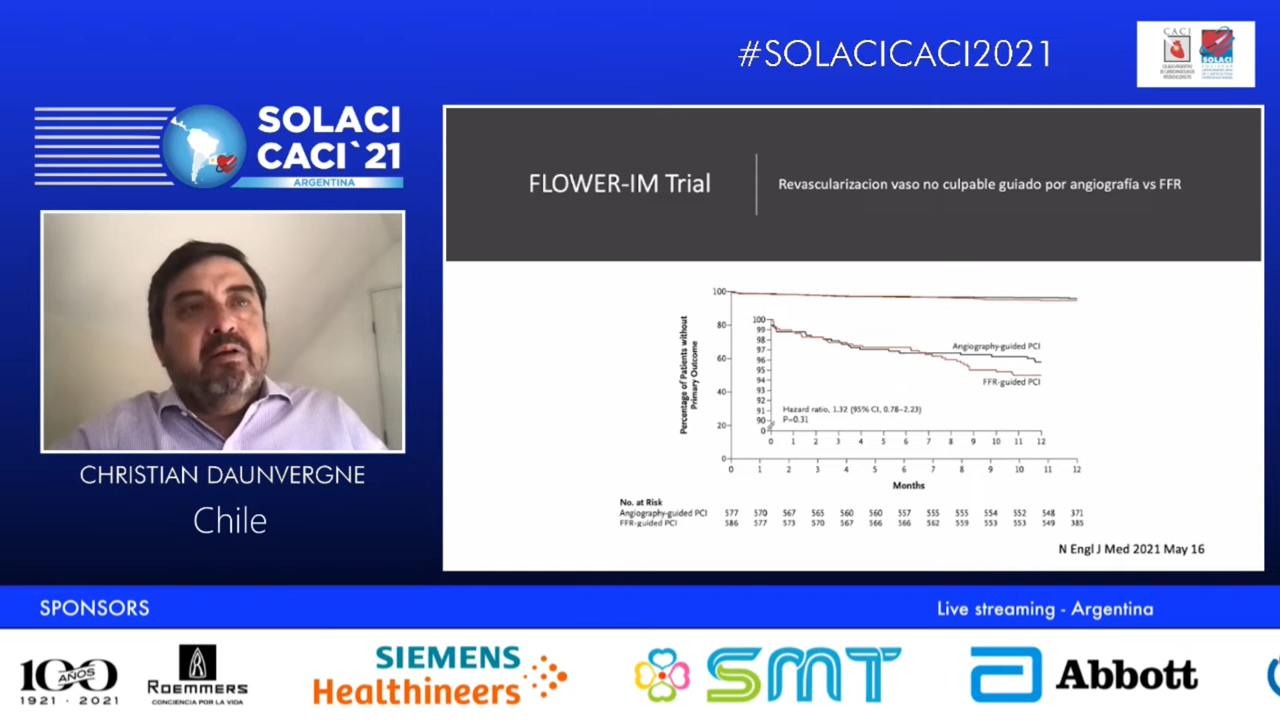 #SOLACICACI2021
CACI
SOLACI
SOLACI
CACI`21
ARGENTINA
FLOWER-IM Trial
Revascularizacion vaso no culpable guiado por angiografía vs FFR
Percentage of Patients without
Primary Outcome
100
80
60
40
20
0
100
99
98
97
96
95
94
93
92
91
90
0
Angiography-guided PCI
FFR-guided PCI
Hazard ratio, 1.32 (95% CI, 0.78–2.23)
P=0.31
0 1 2 3 4 5 6 7 8 9 10 11 12
0 1 2 3 4 5 6 7 8 9 10 11 12
Months
No. at Risk
Angiography-guided PCI 577 570 567 565 560 560 557 555 555 554 552 548 371
FFR-guided PCI 586 577 573 570 567 566 566 562 559 553 553 549 385
N Engl J Med 2021 May 16
CHRISTIAN DAUNVERGNE
Chile
SPONSORS
Live streaming - Argentina
100
AÑOS
1921 · 2021
ROEMMERS
CONCIENCIA POR LA VIDA
SIEMENS
Healthineers
SMT
Abbott